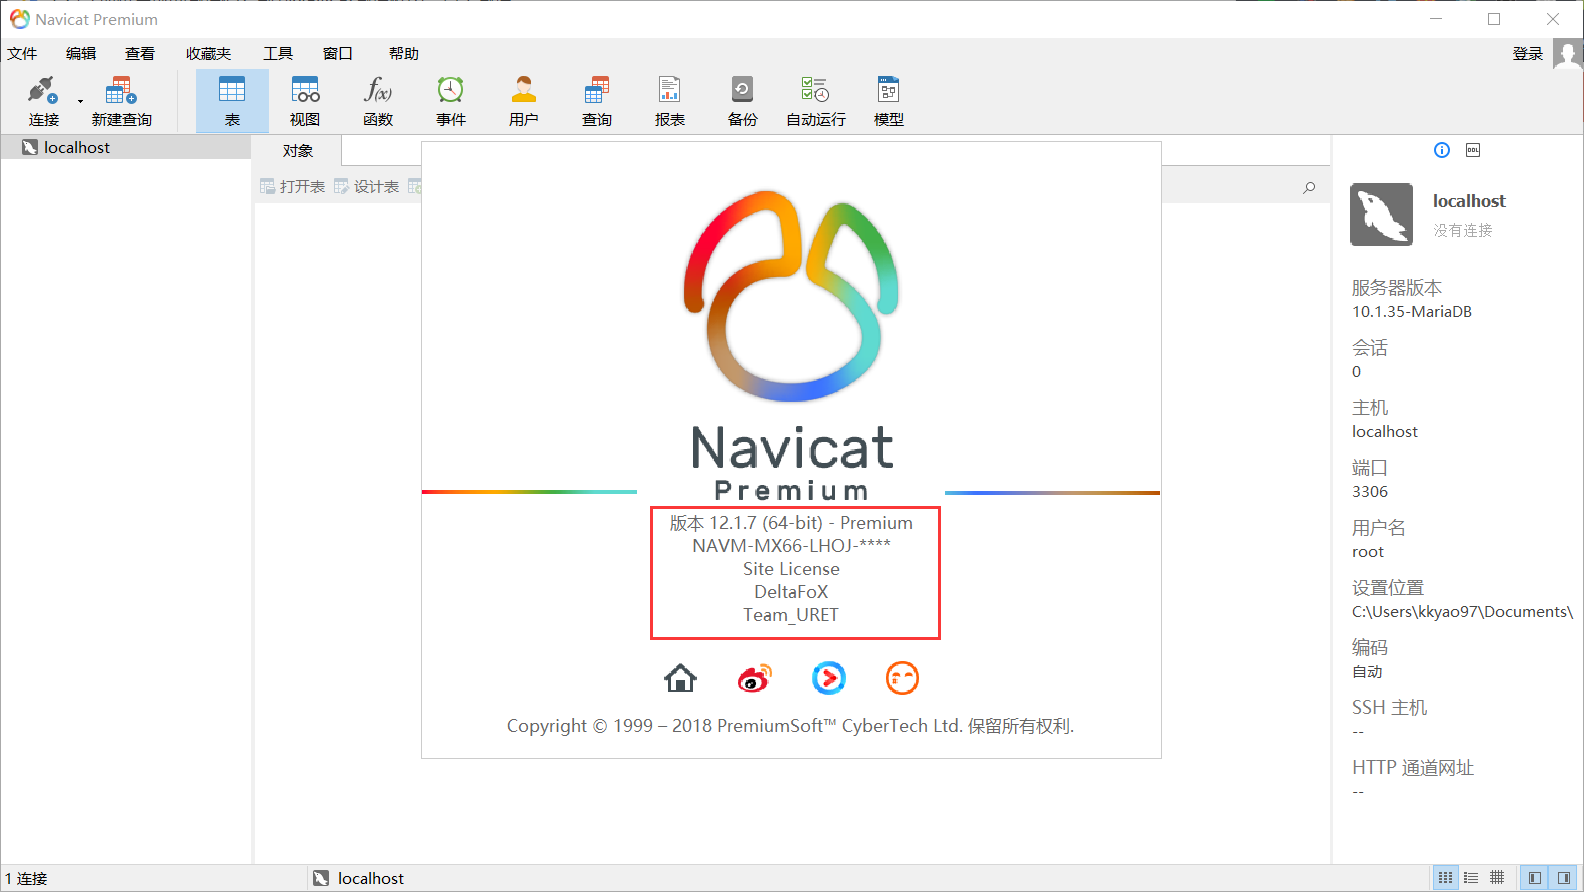 Navicat Premium
文件 编辑 查看 收藏夹 工具 窗口 帮助 登录
连接 新建查询 表 视图 函数 事件 用户 查询 报表 备份 自动运行 模型
f(x)
localhost
对象
打开表 设计表
DDL
Navicat
Premium
版本 12.1.7 (64-bit) - Premium
NAVM-MX66-LHOJ-****
Site License
DeltaFoX
Team_URET
Copyright © 1999 – 2018 PremiumSoft™ CyberTech Ltd. 保留所有权利.
localhost
没有连接
服务器版本
10.1.35-MariaDB
会话
0
主机
localhost
端口
3306
用户名
root
设置位置
C:\Users\kkyao97\Documents\
编码
自动
SSH 主机
--
HTTP 通道网址
--
1 连接 localhost